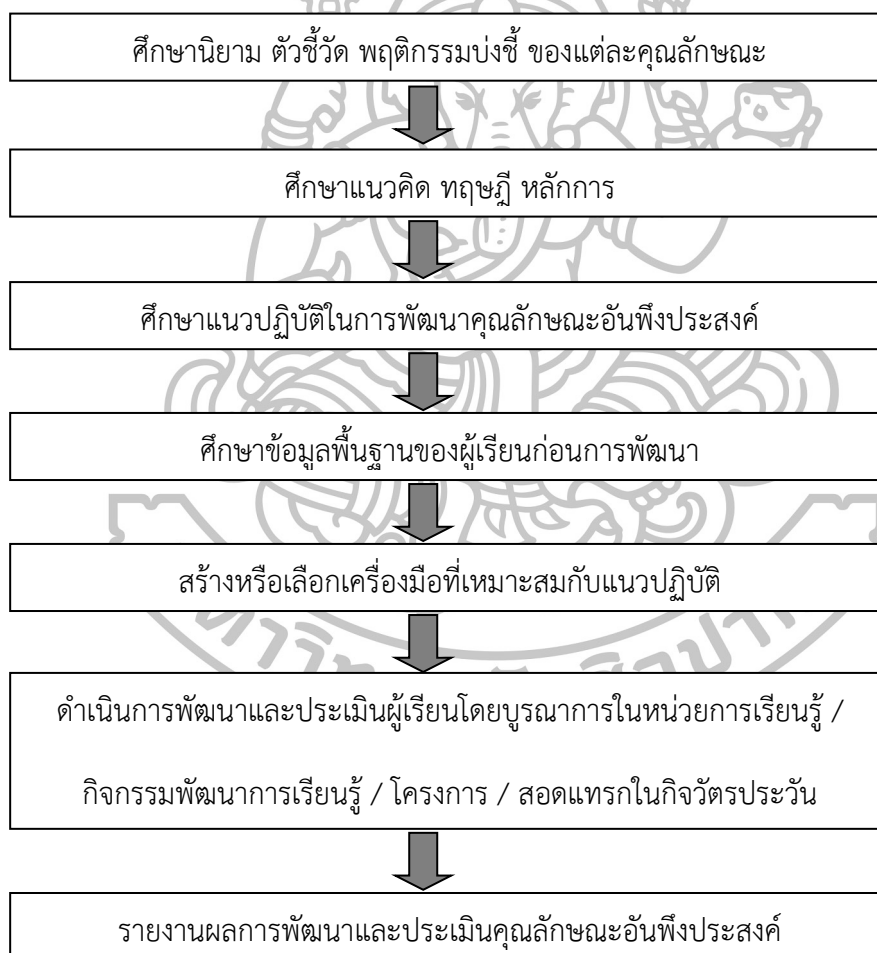 ศึกษานิยาม ตัวชี้วัด พฤติกรรมบ่งชี้ ของแต่ละคุณลักษณะ
ศึกษาแนวคิด ทฤษฎี หลักการ
ศึกษาแนวปฏิบัติในการพัฒนาคุณลักษณะอันพึงประสงค์
ศึกษาข้อมูลพื้นฐานของผู้เรียนก่อนการพัฒนา
สร้างหรือเลือกเครื่องมือที่เหมาะสมกับแนวปฏิบัติ
ดำเนินการพัฒนาและประเมินผู้เรียนโดยบูรณาการในหน่วยการเรียนรู้ /
กิจกรรมพัฒนาการเรียนรู้ / โครงการ / สอดแทรกในกิจวัตรประวัน
รายงานผลการพัฒนาและประเมินคุณลักษณะอันพึงประสงค์